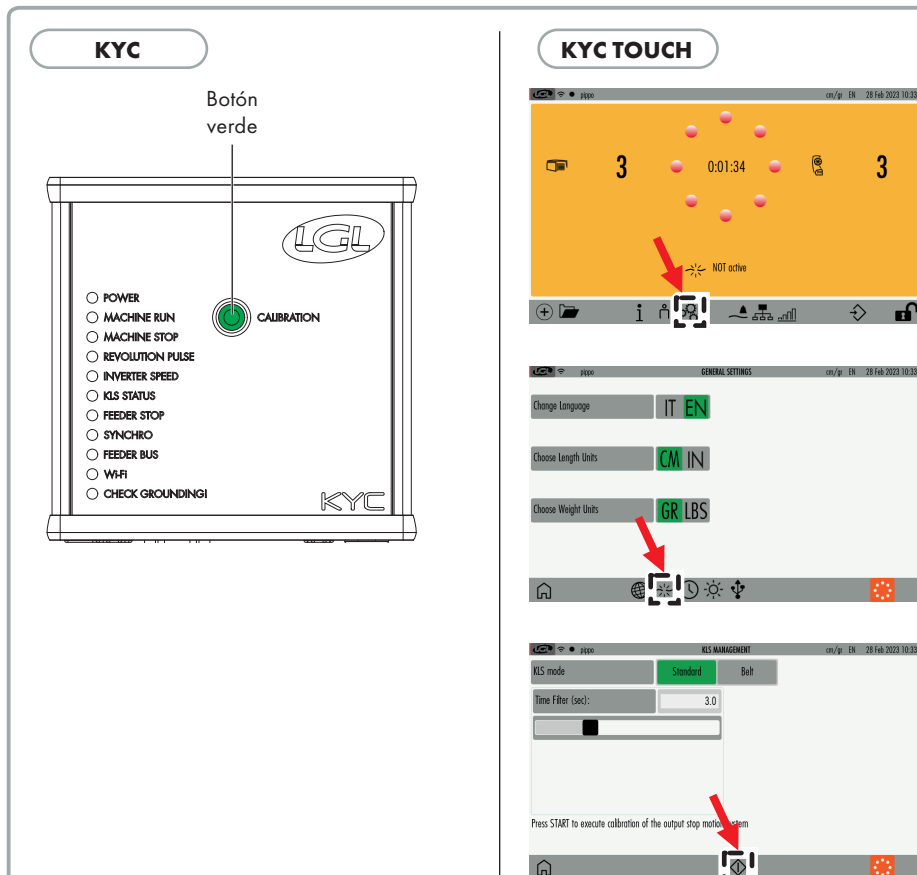 KYC
Botón
verde
LGL
POWER
MACHINE RUN
MACHINE STOP
REVOLUTION PULSE
INVERTER SPEED
KLS STATUS
FEEDER STOP
SYNCHRO
FEEDER BUS
Wi-Fi
CHECK GROUNDING!
CALIBRATION
KYC
KYC TOUCH
LGL pippo cm/gr EN 28 Feb 2023 10:33
3 0:01:34 3
NOT active
LGL pippo GENERAL SETTINGS cm/gr EN 28 Feb 2023 10:33
Change Language IT EN
Choose Length Units CM IN
Choose Weight Units GR LBS
LGL pippo KLS MANAGEMENT cm/gr EN 28 Feb 2023 10:33
KLS mode Standard Belt
Time Filter (sec): 3.0
Press START to execute calibration of the output stop motion system